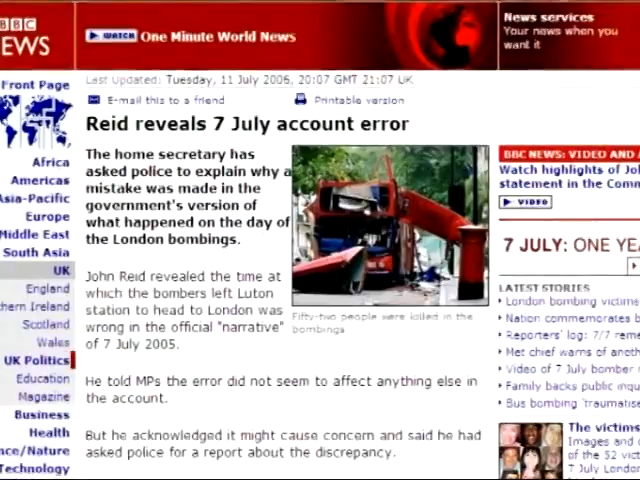 BBC
NEWS
WATCH One Minute World News
News services
Your news when you
want it
Last Updated: Tuesday, 11 July 2006, 20:07 GMT 21:07 UK
E-mail this to a friend
Printable version
Front Page
Africa
Americas
Asia-Pacific
Europe
Middle East
South Asia
UK
England
hern Ireland
Scotland
Wales
UK Politics
Education
Magazine
Business
Health
nce/Nature
Technology
Reid reveals 7 July account error
The home secretary has
asked police to explain why a
mistake was made in the
government's version of
what happened on the day of
the London bombings.
John Reid revealed the time at
which the bombers left Luton
station to head to London was
wrong in the official "narrative"
of 7 July 2005.
He told MPs the error did not seem to affect anything else in
the account.
But he acknowledged it might cause concern and said he had
asked police for a report about the discrepancy.
Fifty-two people were killed in the
bombings
BBC NEWS: VIDEO AND A
Watch highlights of Joh
statement in the Comm
VIDEO
7 JULY: ONE YEA
LATEST STORIES
London bombing victims
Nation commemorates b
Reporters' log: 7/7 reme
Met chief warns of anoth
Video of 7 July bomber r
Family backs public inqu
Bus bombing 'traumatise
The victims
Images and d
of the 52 vict
7 July London
bombings